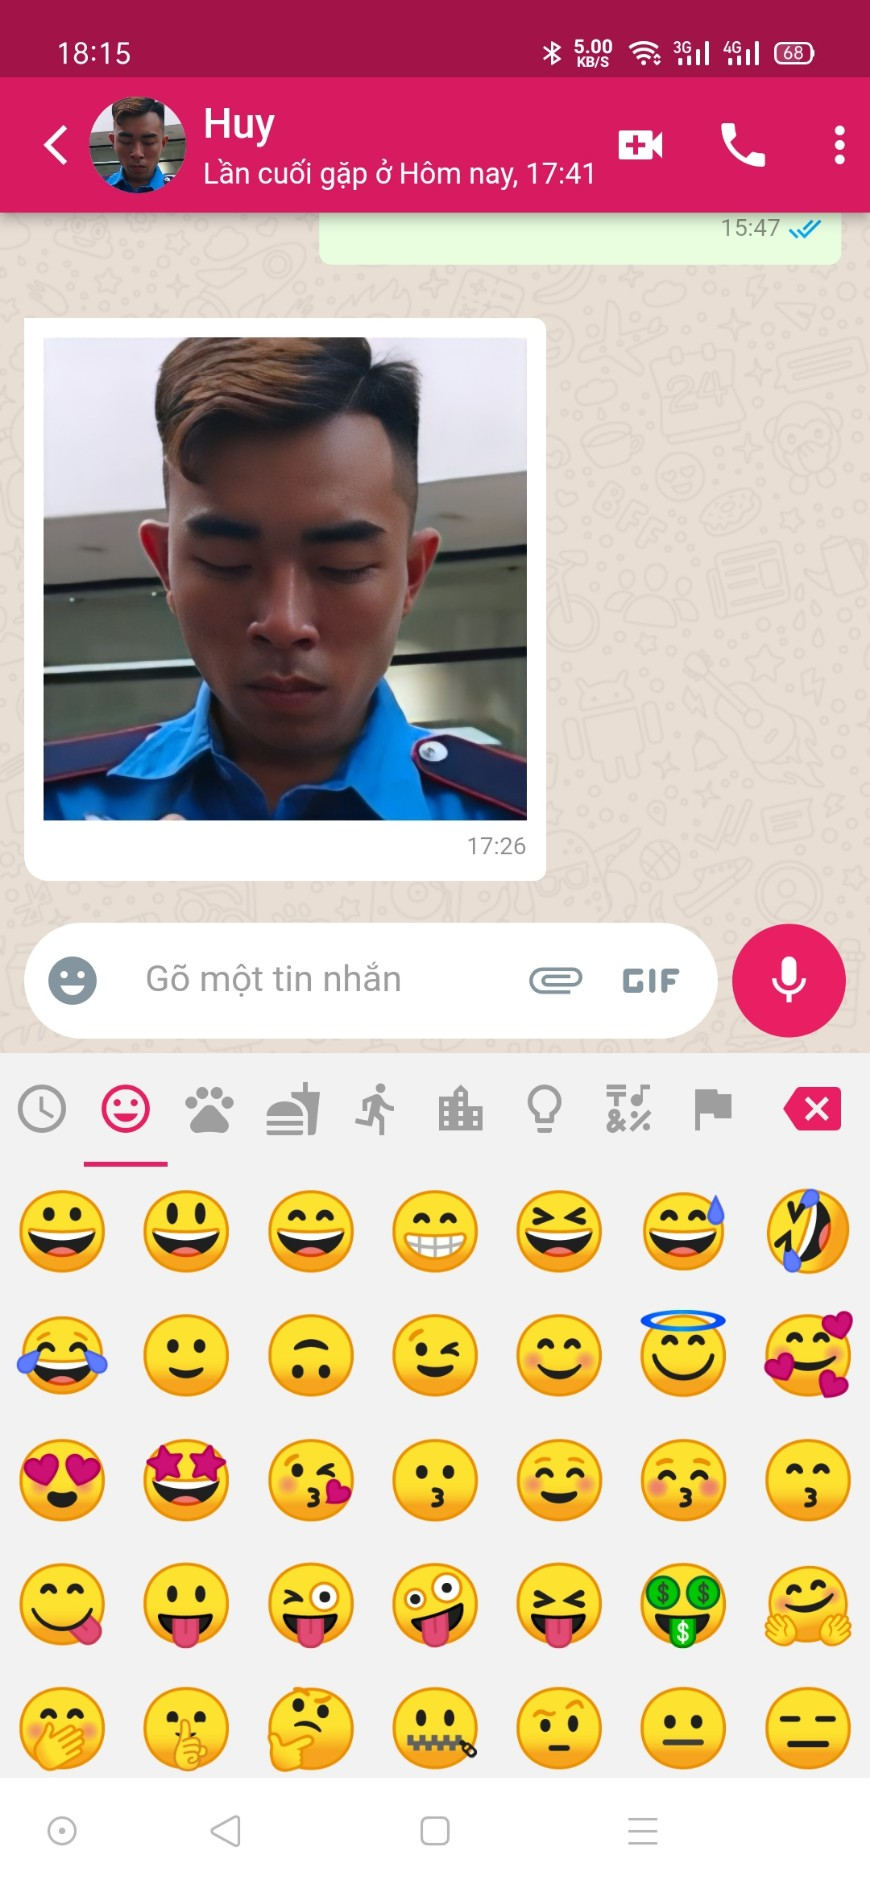 18:15
5.00
KB/S
3G
4G
68
Huy
Lần cuối gặp ở Hôm nay, 17:41
15:47
17:26
Gõ một tin nhắn
GIF